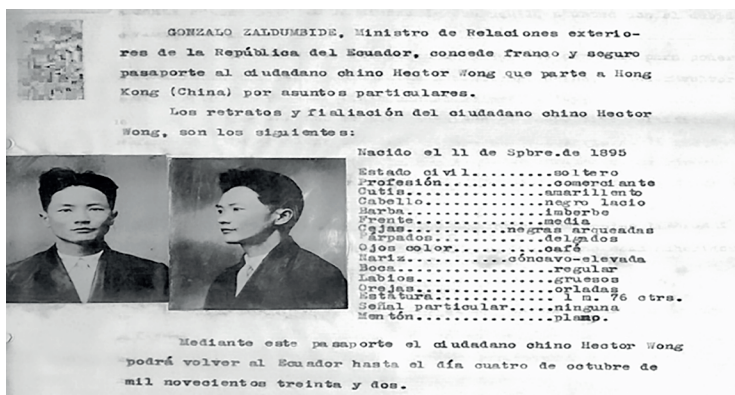 GONZALO ZALDUMBIDE, Ministro de Relaciones exterio-
res de la República del Ecuador, concede franco y seguro
pasaporte al ciudadano chino Hector Wong que parte a Hong
Kong (China) por asuntos particulares.
Los retratos y fialiación del ciudadano chino Hector
Wong, son los siguientes:
Nacido el 11 de Spbre.de 1895
Estado civil.........soltero
Profesión............comerciante
Cutis................amarillento
Cabello..............negro lacio
Barba................imberbe
Frente...............media
Cejas............negras arqueadas
Párpados.............delgados
Ojos color........café
Nariz............cóncavo-elevada
Boca.................regular
Labios...............gruesos
Orejas...............orladas
Estatura.............1 m. 76 ctrs.
Señal particular.....ninguna
Mentón...............plano.
Mediante este pasaporte el ciudadano chino Hector Wong
podrá volver al Ecuador hasta el día cuatro de octubre de
mil novecientos treinta y dos.